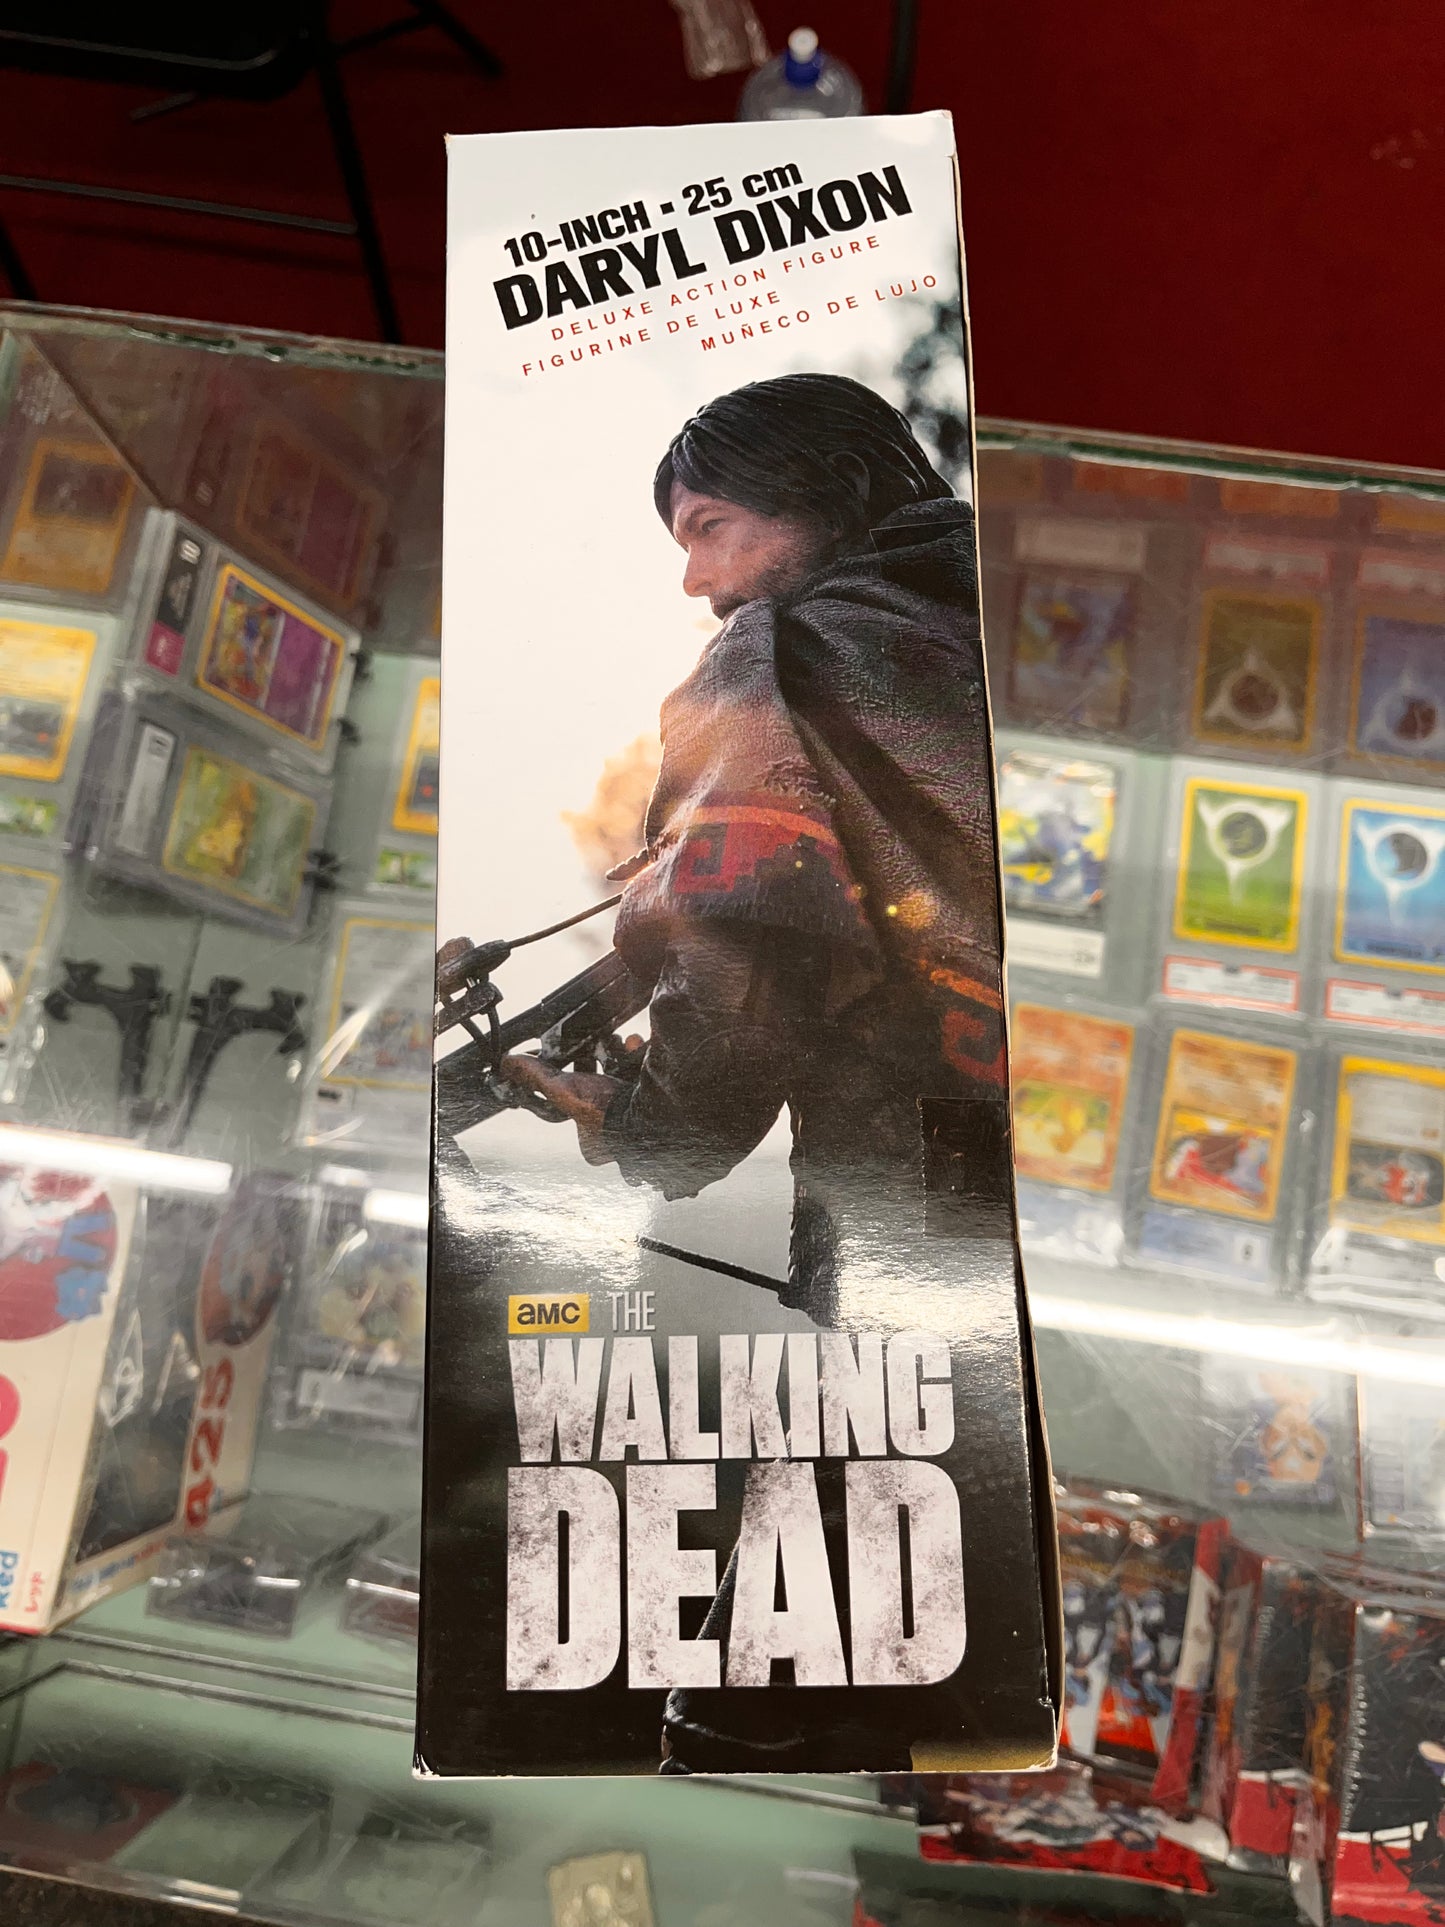 10-INCH ▪ 25 cm
DARYL DIXON
DELUXE ACTION FIGURE
FIGURINE DE LUXE
MUÑECO DE LUJO
aMC THE
WALKING
DEAD
425